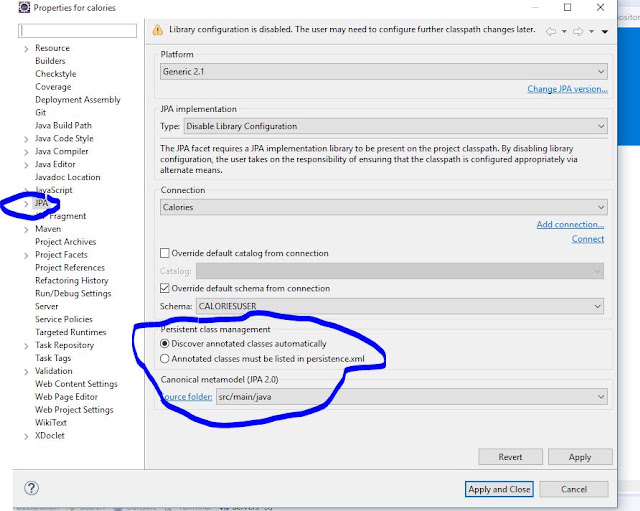 Properties for calories
Library configuration is disabled. The user may need to configure further classpath changes later.
Resource
Builders
Checkstyle
Coverage
Deployment Assembly
Git
Java Build Path
Java Code Style
Java Compiler
Java Editor
Javadoc Location
JavaScript
JPA
Fragment
Maven
Project Archives
Project Facets
Project References
Refactoring History
Run/Debug Settings
Server
Service Policies
Targeted Runtimes
Task Repository
Task Tags
Validation
Web Content Settings
Web Page Editor
Web Project Settings
WikiText
XDoclet
Platform
Generic 2.1
Change JPA version...
JPA implementation
Type: Disable Library Configuration
The JPA facet requires a JPA implementation library to be present on the project classpath. By disabling library
configuration, the user takes on the responsibility of ensuring that the classpath is configured appropriately via
alternate means.
Connection
Calories
Add connection...
Connect
Override default catalog from connection
Catalog:
Override default schema from connection
Schema: CALORIESUSER
Persistent class management
Discover annotated classes automatically
Annotated classes must be listed in persistence.xml
Canonical metamodel (JPA 2.0)
Source folder: src/main/java
Revert Apply
Apply and Close Cancel